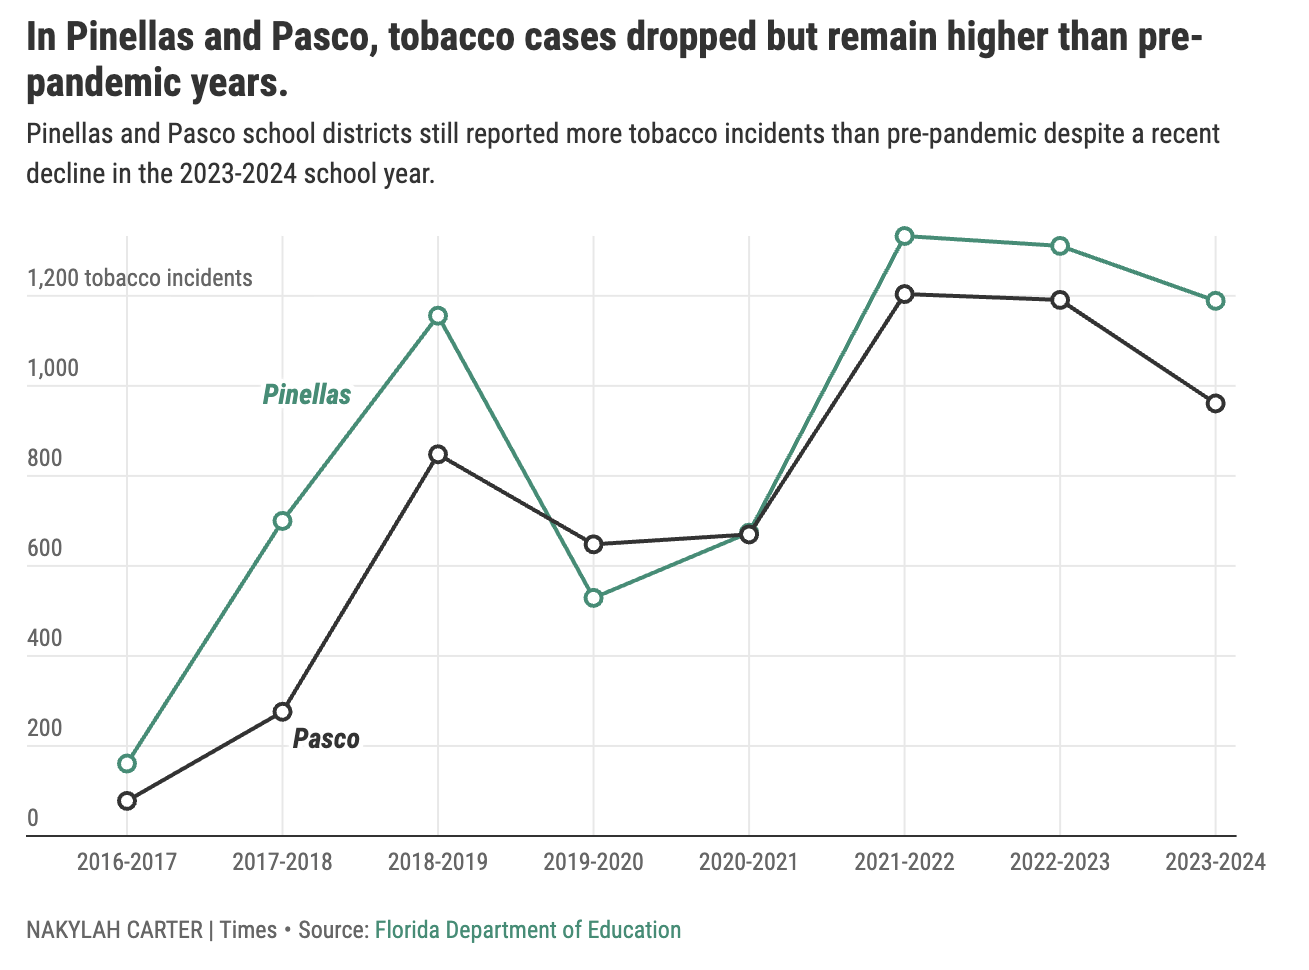 In Pinellas and Pasco, tobacco cases dropped but remain higher than pre-
pandemic years.
Pinellas and Pasco school districts still reported more tobacco incidents than pre-pandemic despite a recent
decline in the 2023-2024 school year.
1,200 tobacco incidents
1,000
Pinellas
800
600
400
200
Pasco
0
2016-2017 2017-2018 2018-2019 2019-2020 2020-2021 2021-2022 2022-2023 2023-2024
NAKYLAH CARTER | Times • Source: Florida Department of Education